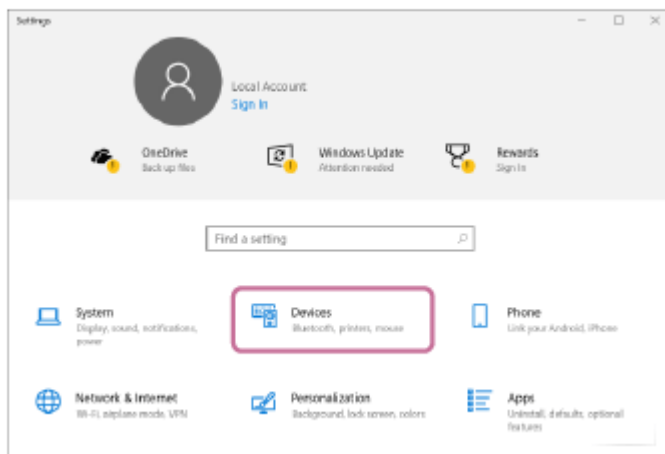 Settings
Local Account
Sign In
OneDrive
Back up files
Windows Update
Attention needed
Rewards
Sign In
Find a setting
System
Display, sound, notifications,
power
Devices
Bluetooth, printers, mouse
Phone
Link your Android, iPhone
Network & Internet
Wi-Fi, airplane mode, VPN
Personalization
Background, lock screen, colors
Apps
Uninstall, defaults, optional
features